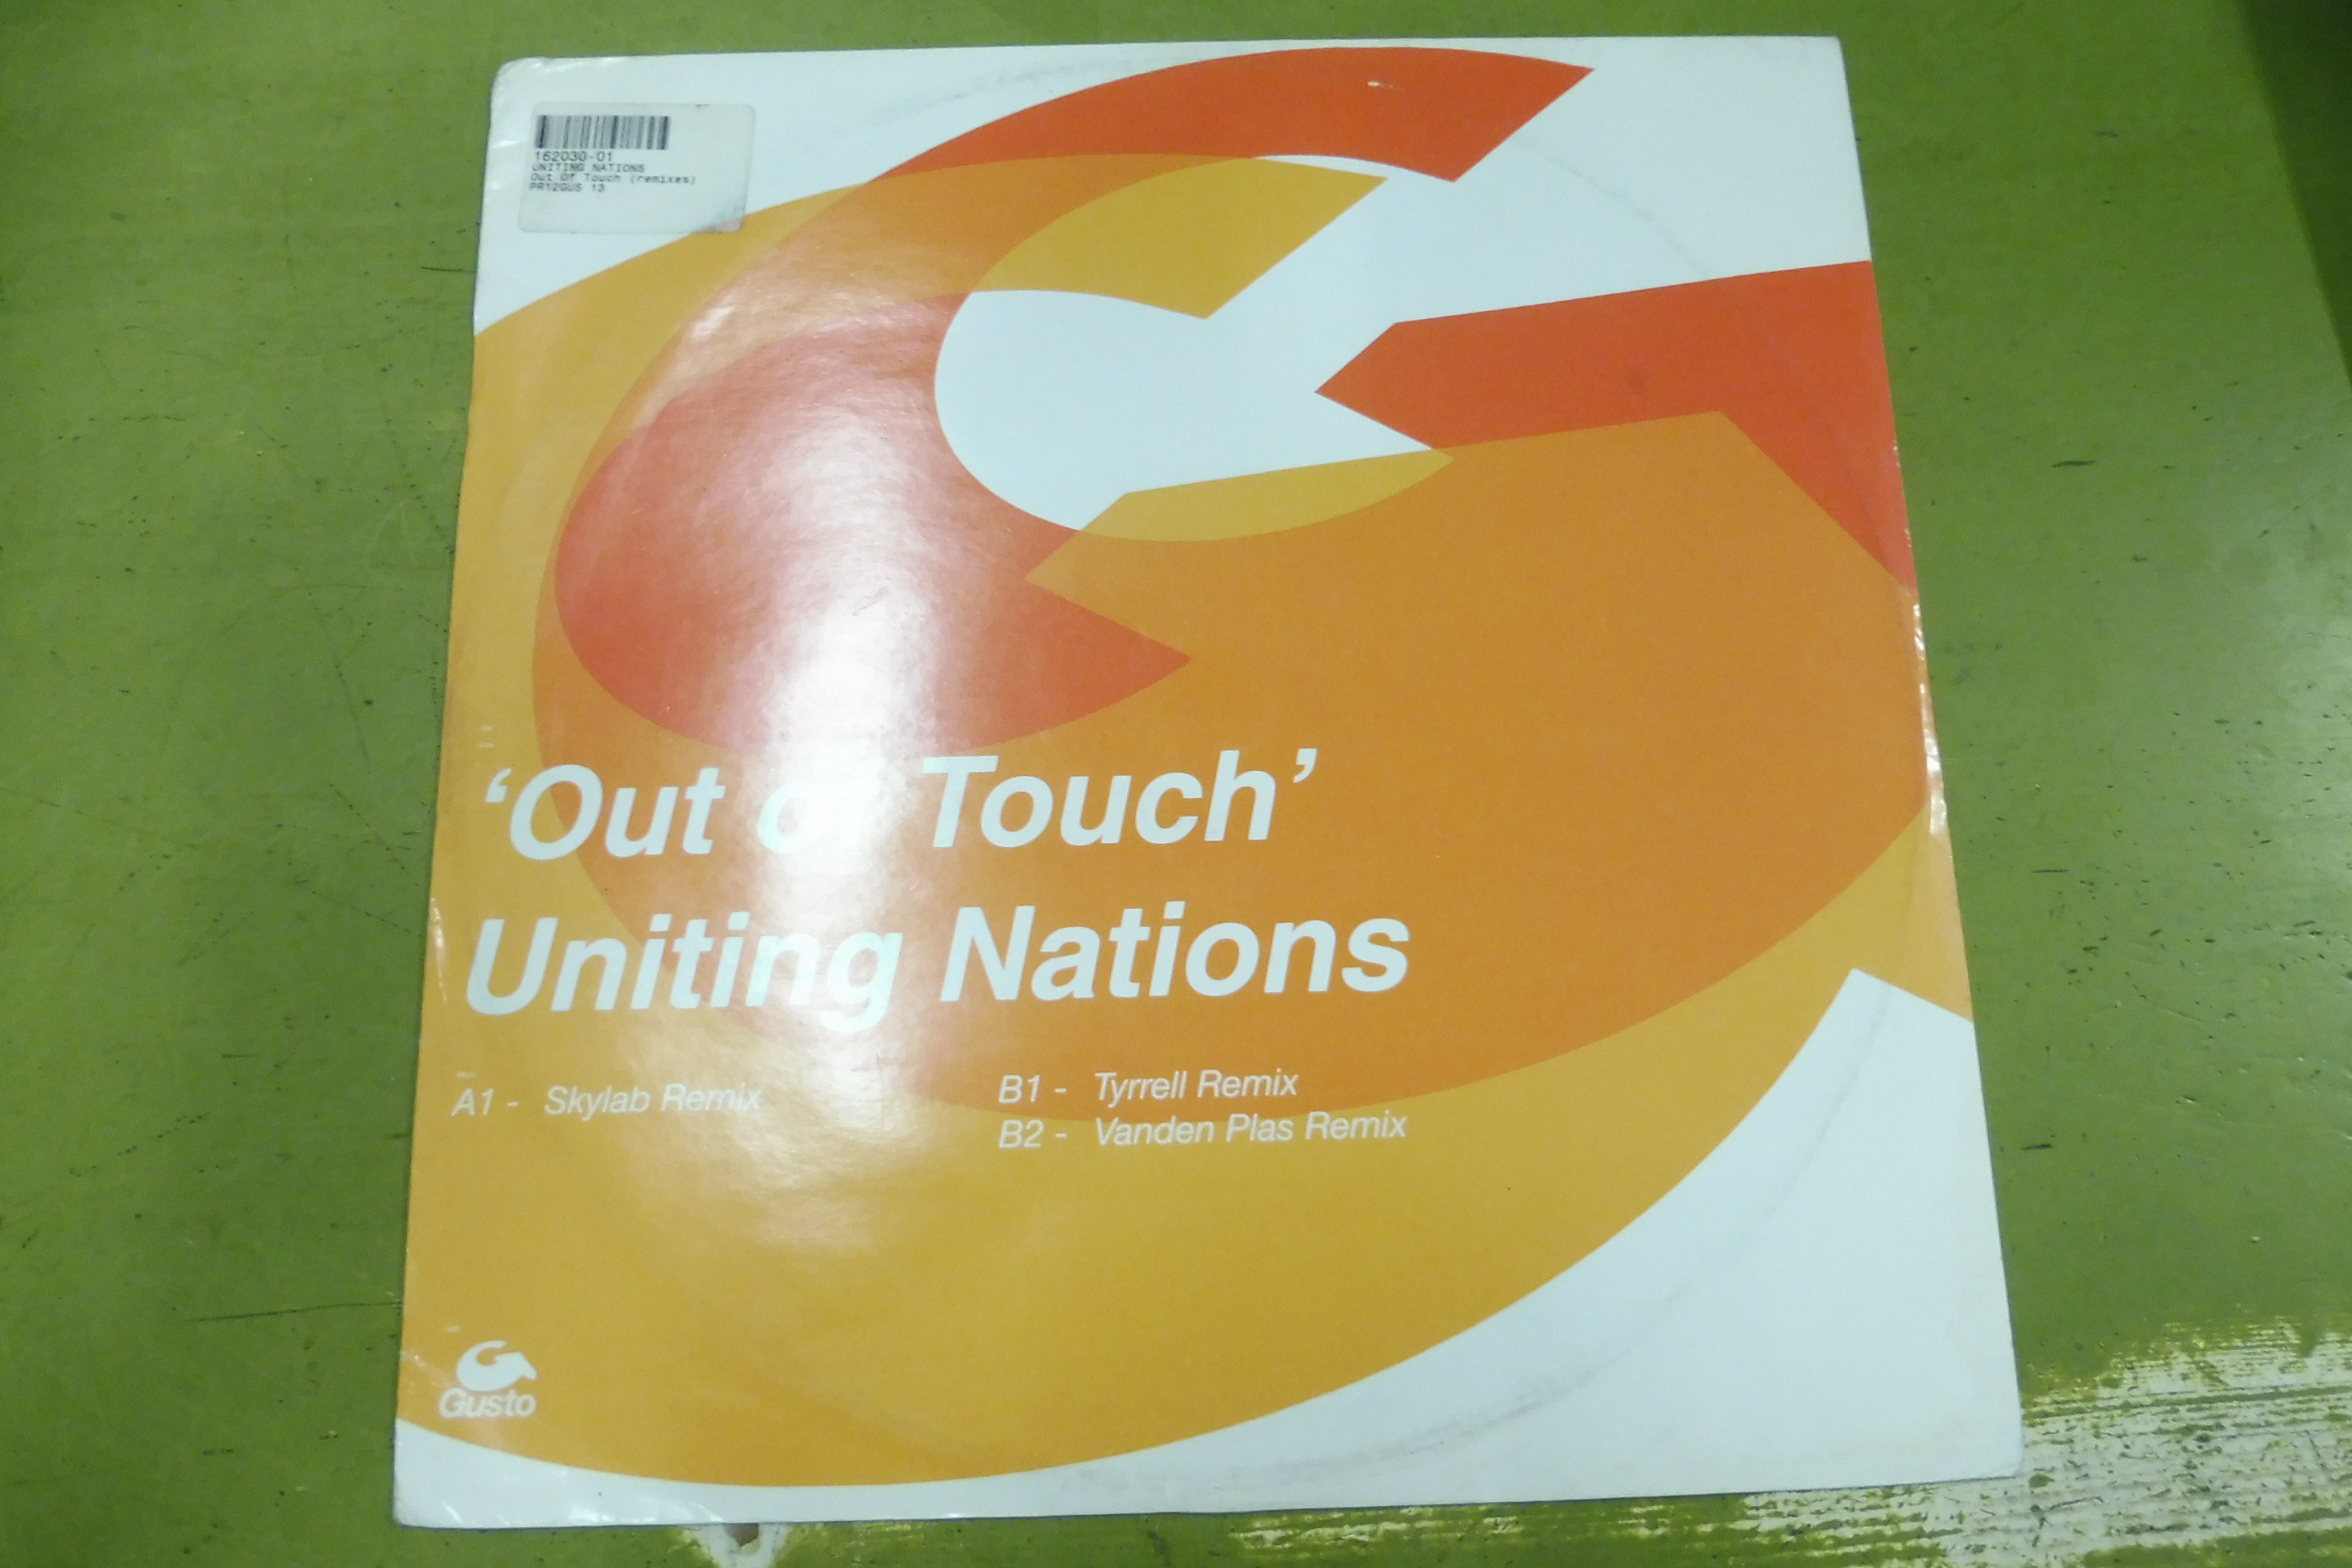 162030-01
UNITING NATIONS
Out Of Touch (remixes)
PR12GUS 13
‘Out of Touch’
Uniting Nations
A1 - Skylab Remix
B1 - Tyrrell Remix
B2 - Vanden Plas Remix
Gusto